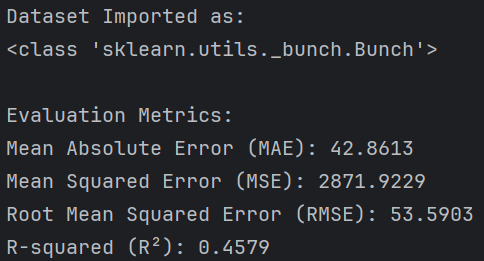 Dataset Imported as:
<class 'sklearn.utils._bunch.Bunch'>
Evaluation Metrics:
Mean Absolute Error (MAE): 42.8613
Mean Squared Error (MSE): 2871.9229
Root Mean Squared Error (RMSE): 53.5903
R-squared (R²): 0.4579